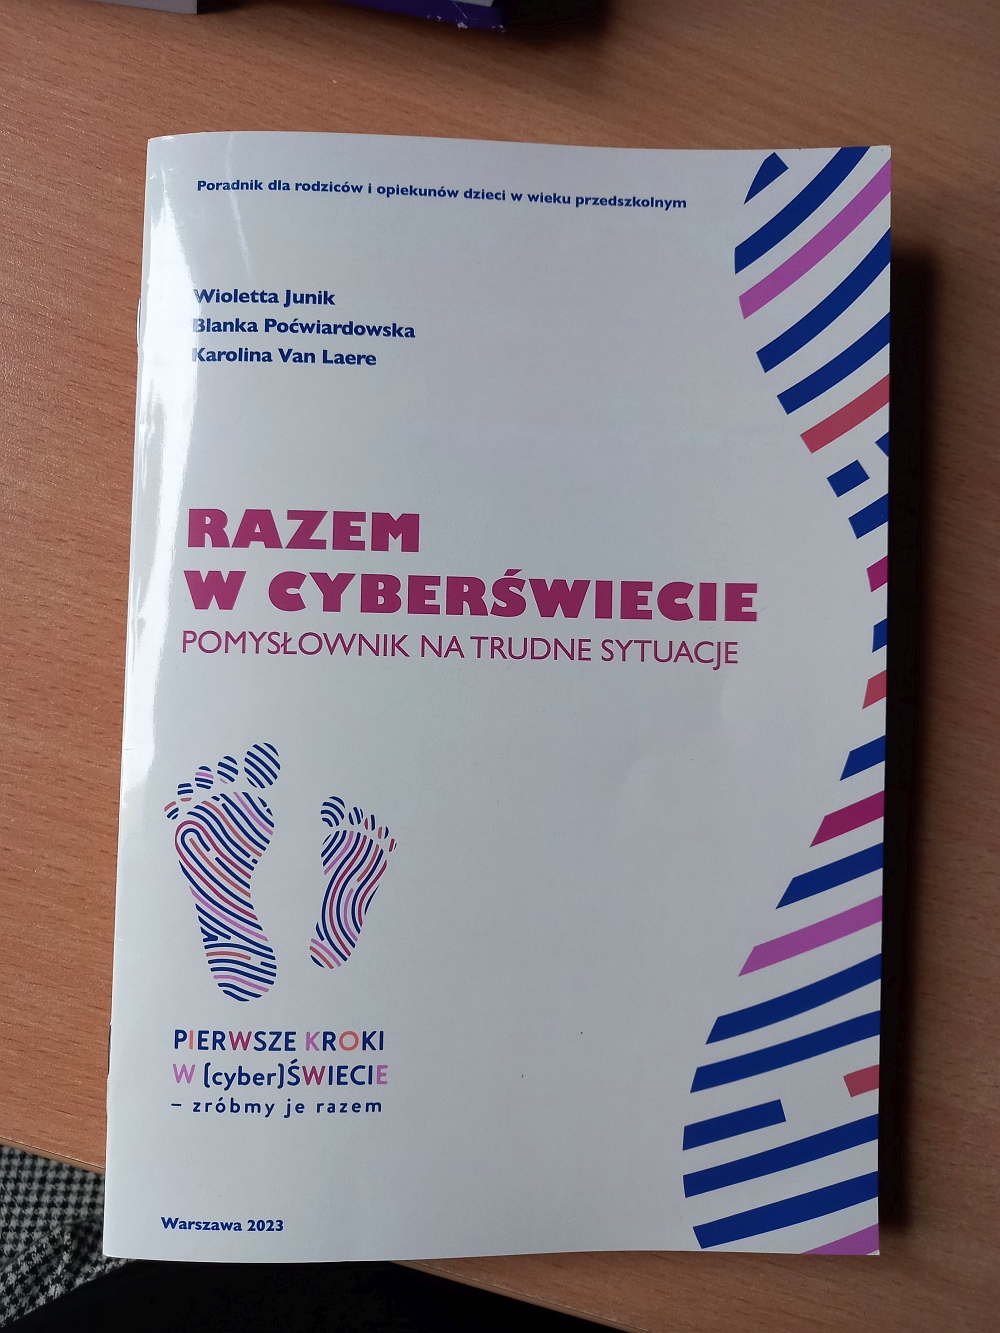 Poradnik dla rodziców i opiekunów dzieci w wieku przedszkolnym
Wioletta Junik
Blanka Poćwiardowska
Karolina Van Laere
RAZEM
W CYBERŚWIECIE
POMYSŁOWNIK NA TRUDNE SYTUACJE
PIERWSZE KROKI
W (cyber)ŚWIECIE
– zróbmy je razem
Warszawa 2023